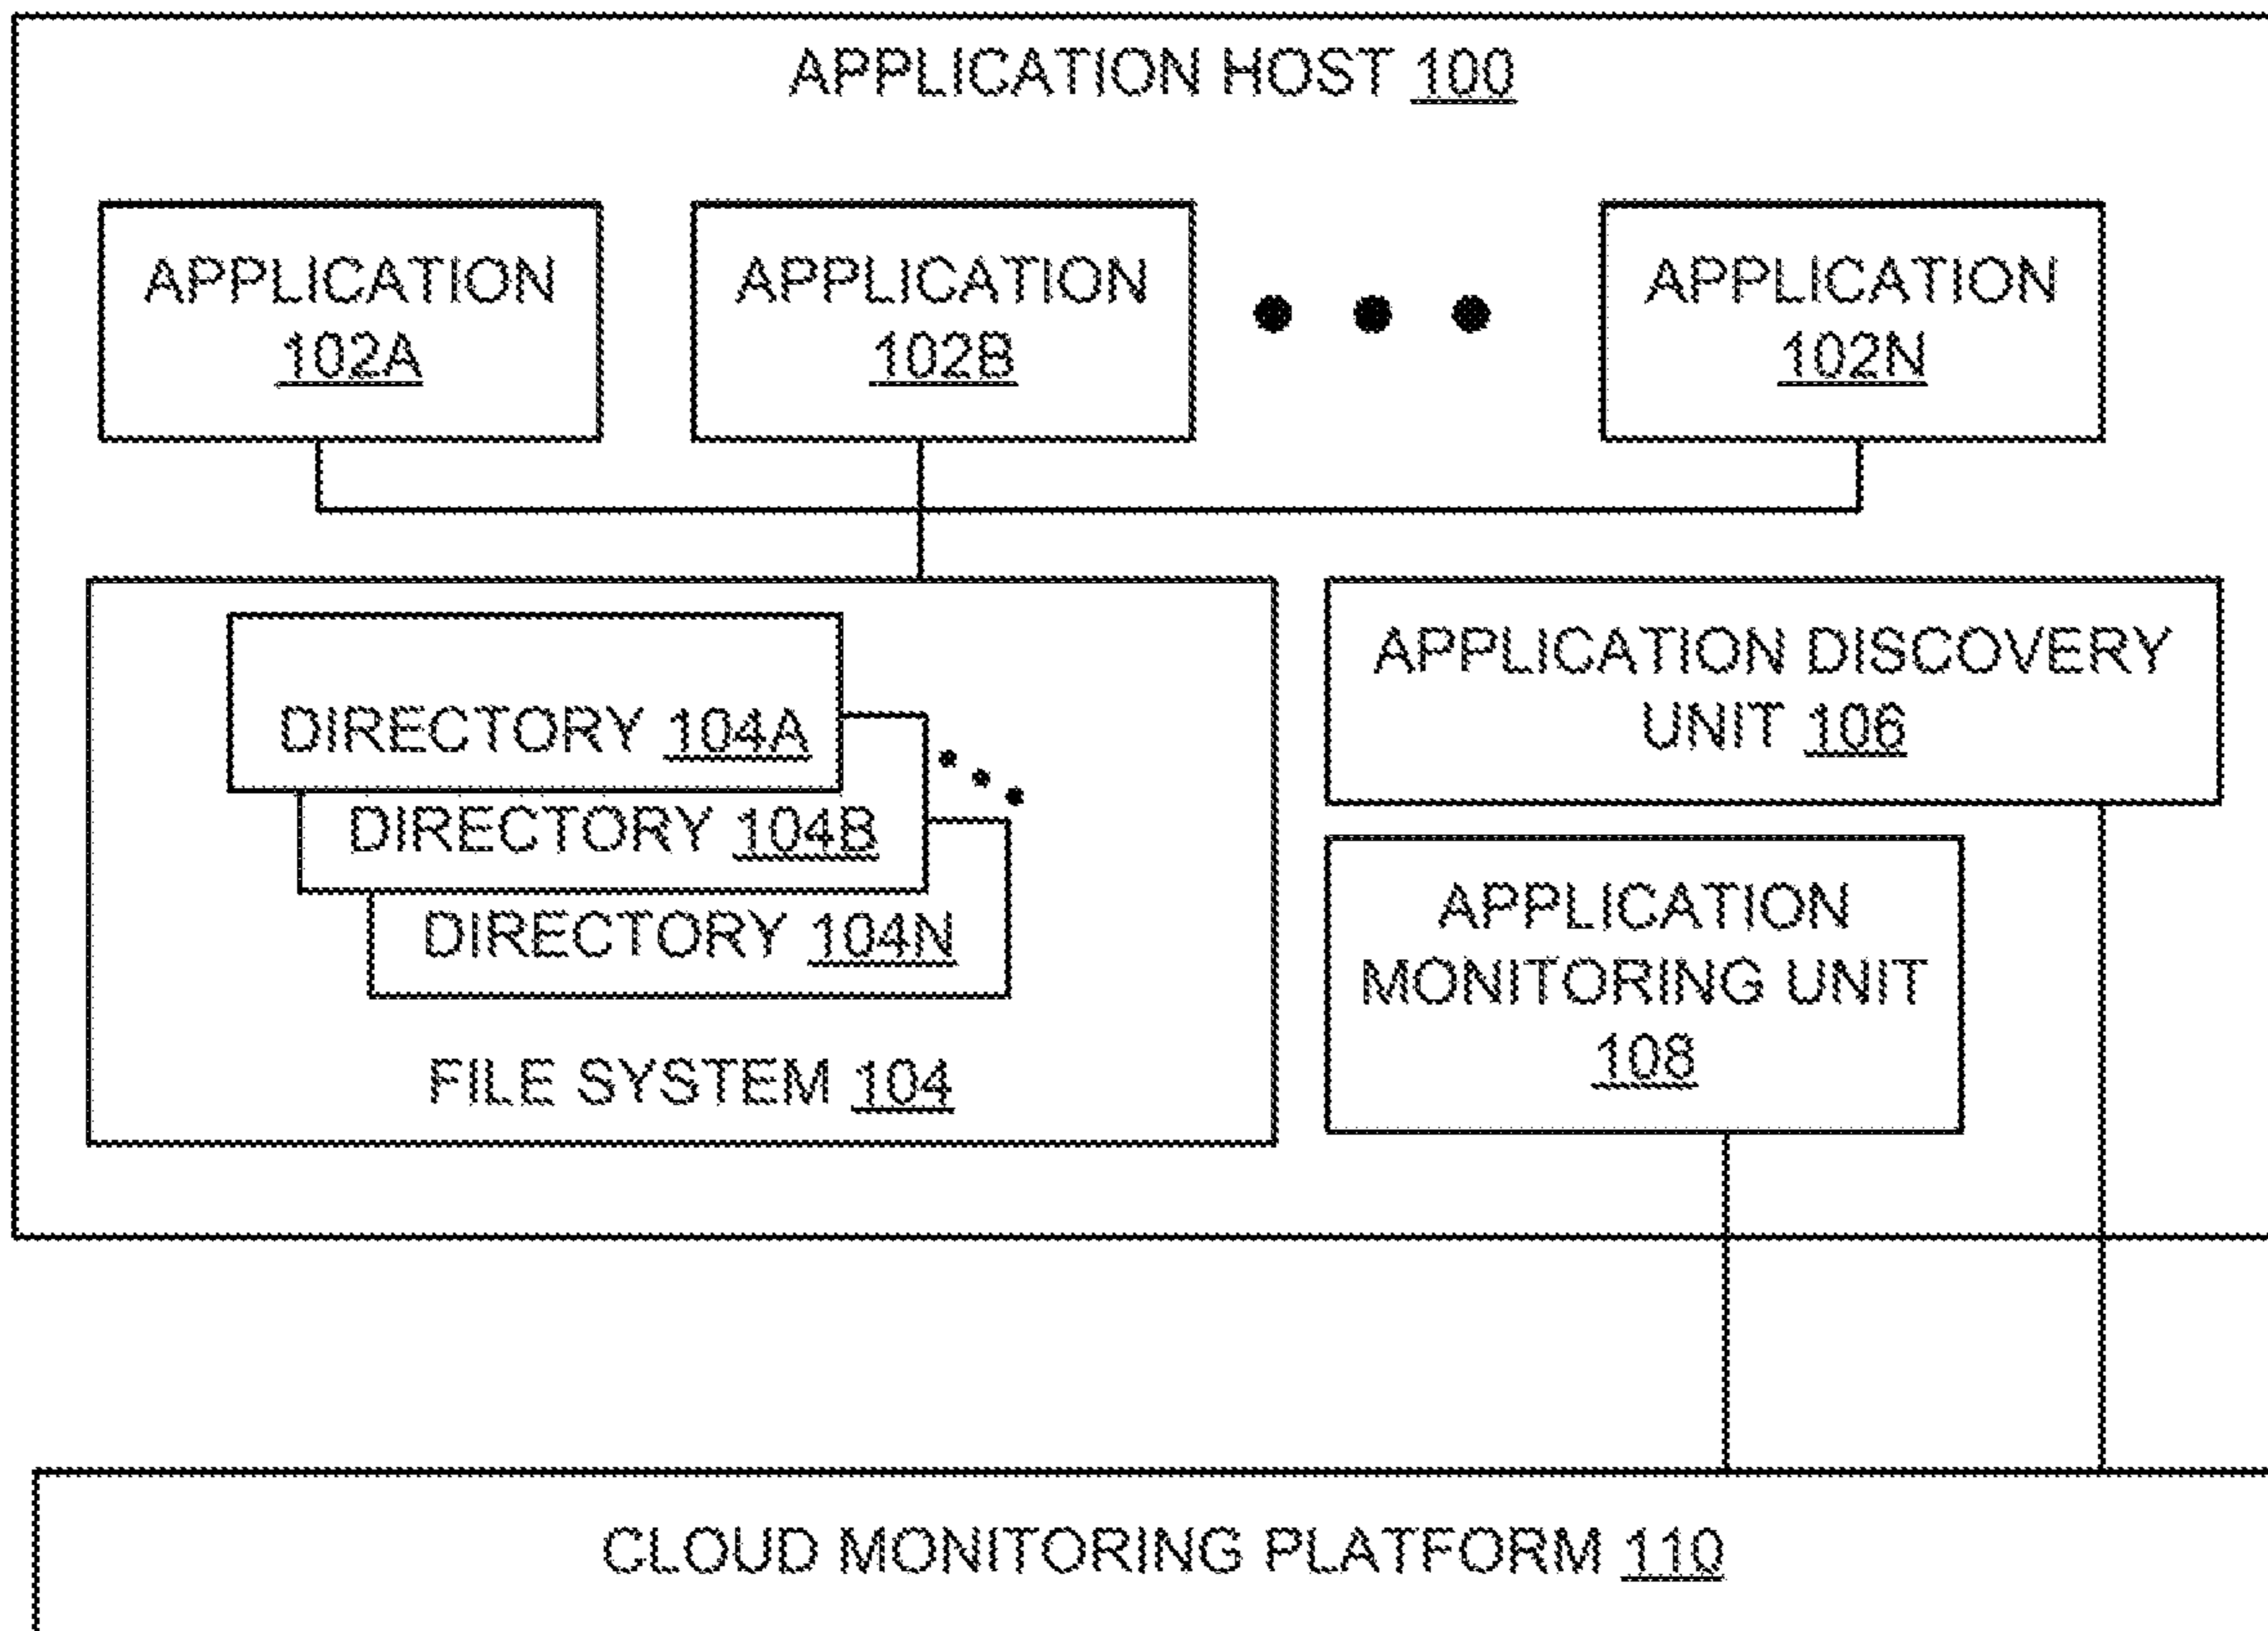 APPLICATION HOST 100
APPLICATION
102A
APPLICATION
102B
APPLICATION
102N
DIRECTORY 104A
DIRECTORY 104B
DIRECTORY 104N
FILE SYSTEM 104
APPLICATION DISCOVERY
UNIT 106
APPLICATION
MONITORING UNIT
108
CLOUD MONITORING PLATFORM 110